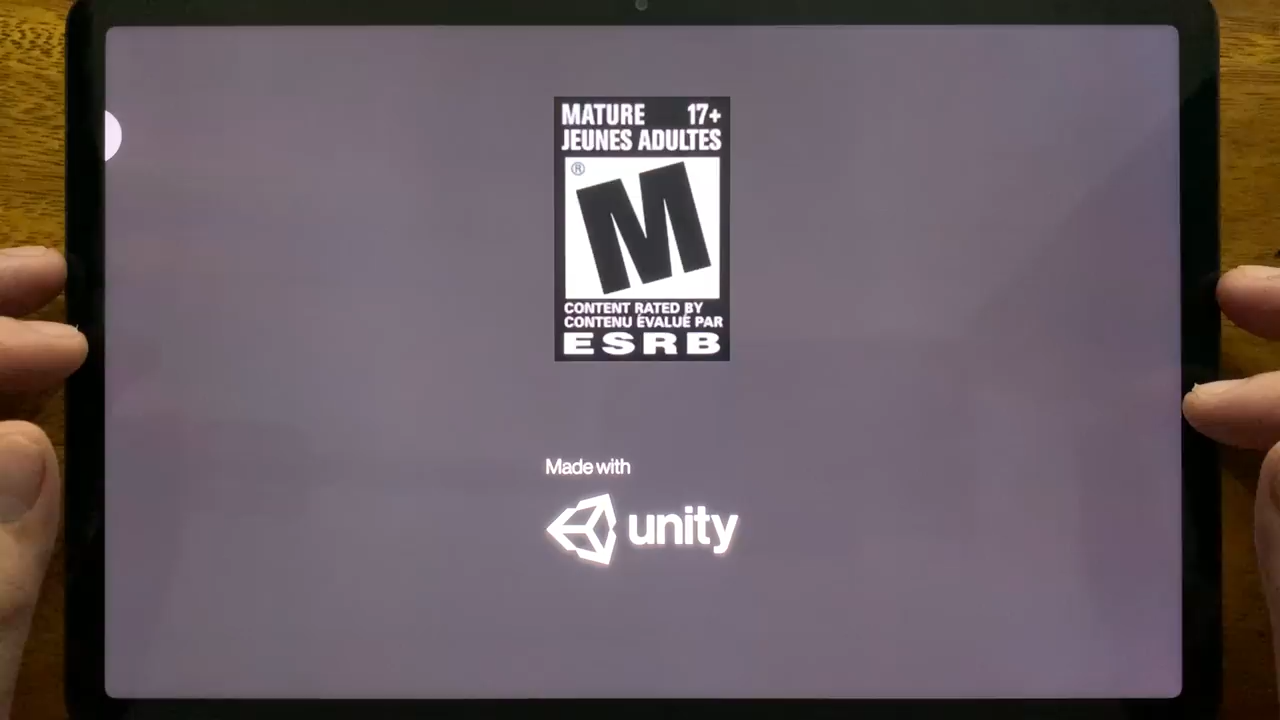 MATURE 17+
JEUNES ADULTES
®
M
CONTENT RATED BY
CONTENU ÉVALUÉ PAR
ESRB
Made with
unity